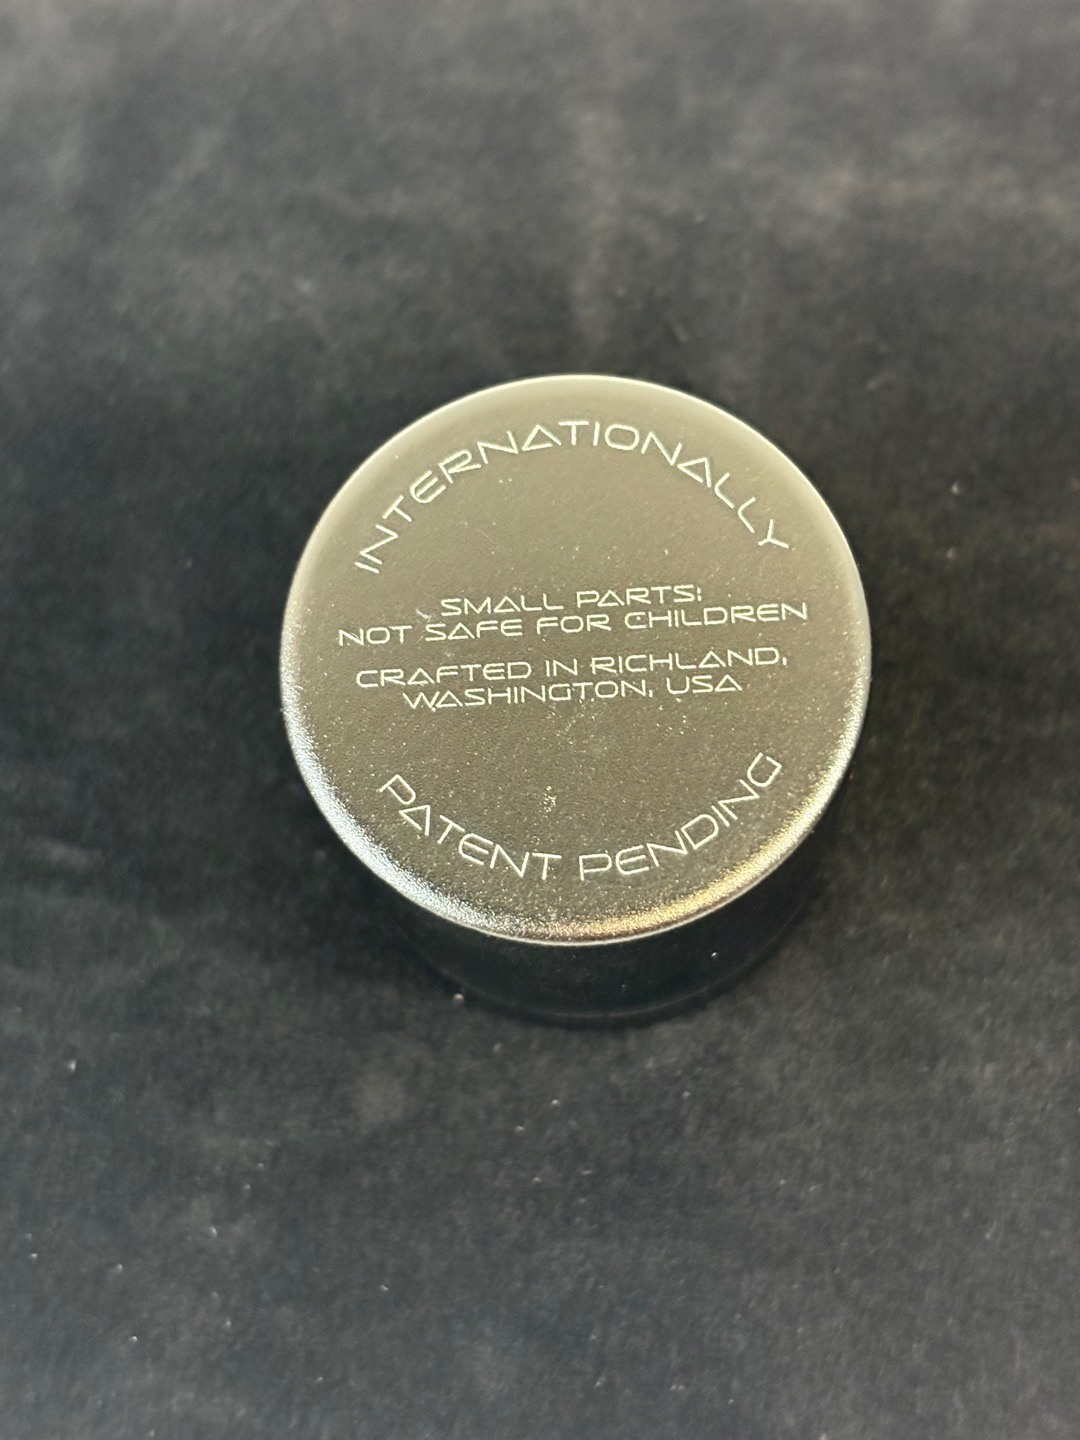 INTERNATIONALLY
SMALL PARTS:
NOT SAFE FOR CHILDREN
CRAFTED IN RICHLAND,
WASHINGTON, USA
PATENT PENDING